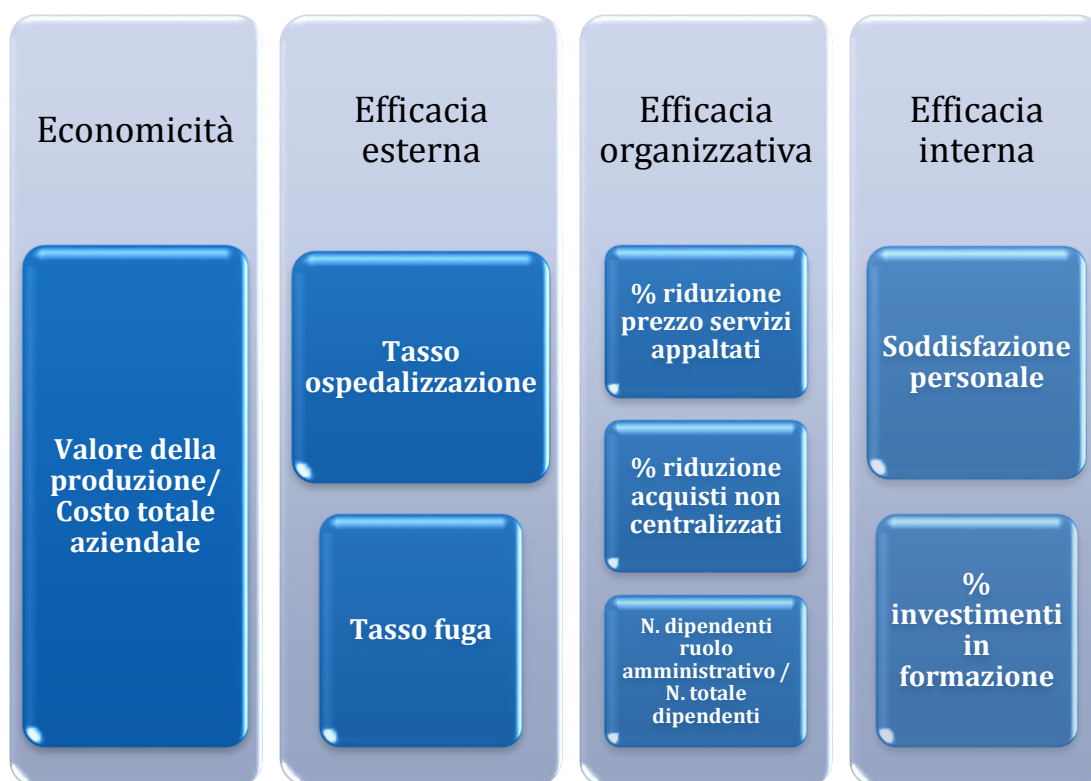 Economicità
Valore della
produzione/
Costo totale
aziendale
Efficacia
esterna
Tasso
ospedalizzazione
Tasso fuga
Efficacia
organizzativa
% riduzione
prezzo servizi
appaltati
% riduzione
acquisti non
centralizzati
N. dipendenti
ruolo
amministrativo /
N. totale
dipendenti
Efficacia
interna
Soddisfazione
personale
%
investimenti
in
formazione